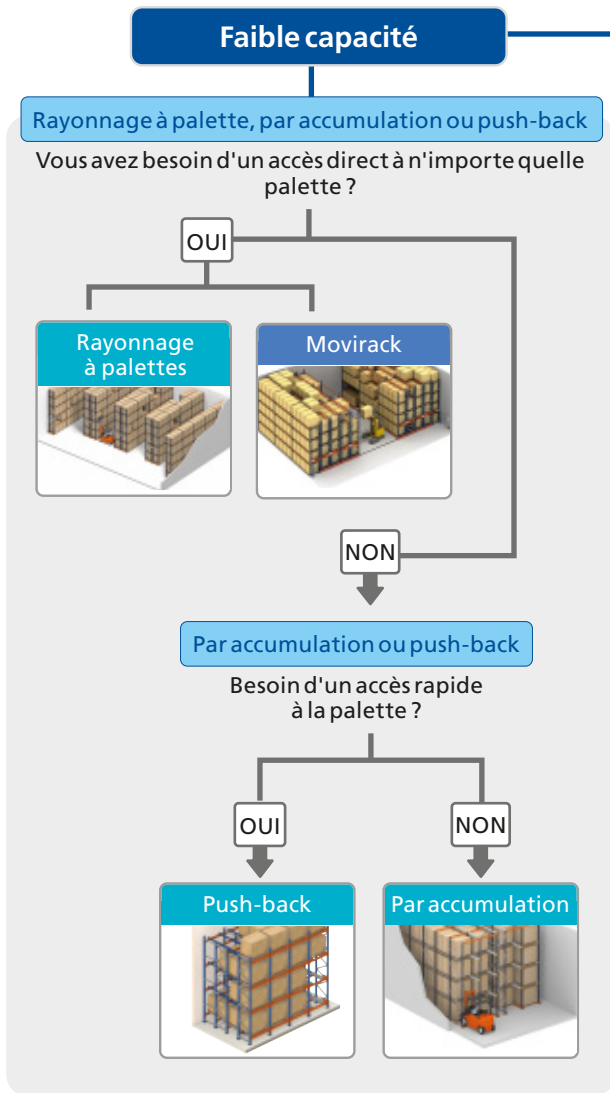 Faible capacité
Rayonnage à palette, par accumulation ou push-back
Vous avez besoin d'un accès direct à n'importe quelle
palette ?
OUI
Rayonnage
à palettes
Movirack
NON
Par accumulation ou push-back
Besoin d'un accès rapide
à la palette ?
OUI
NON
Push-back
Par accumulation